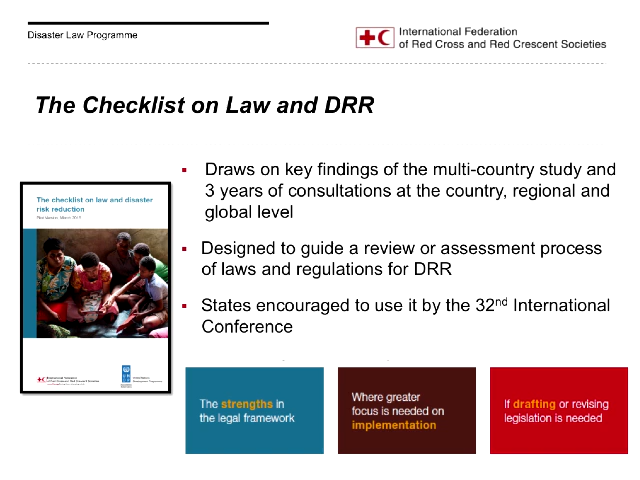 Disaster Law Programme
International Federation
of Red Cross and Red Crescent Societies
The Checklist on Law and DRR
▪ Draws on key findings of the multi-country study and
3 years of consultations at the country, regional and
global level
▪ Designed to guide a review or assessment process
of laws and regulations for DRR
▪ States encouraged to use it by the 32nd International
Conference
The checklist on law and disaster
risk reduction
The strengths in
the legal framework
Where greater
focus is needed on
implementation
If drafting or revising
legislation is needed